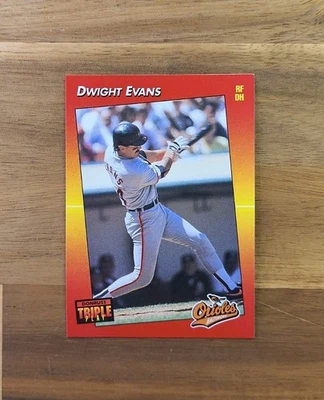 DWIGHT EVANS
RF
DH
DONRUSS
TRIPLE
PLAY
Orioles